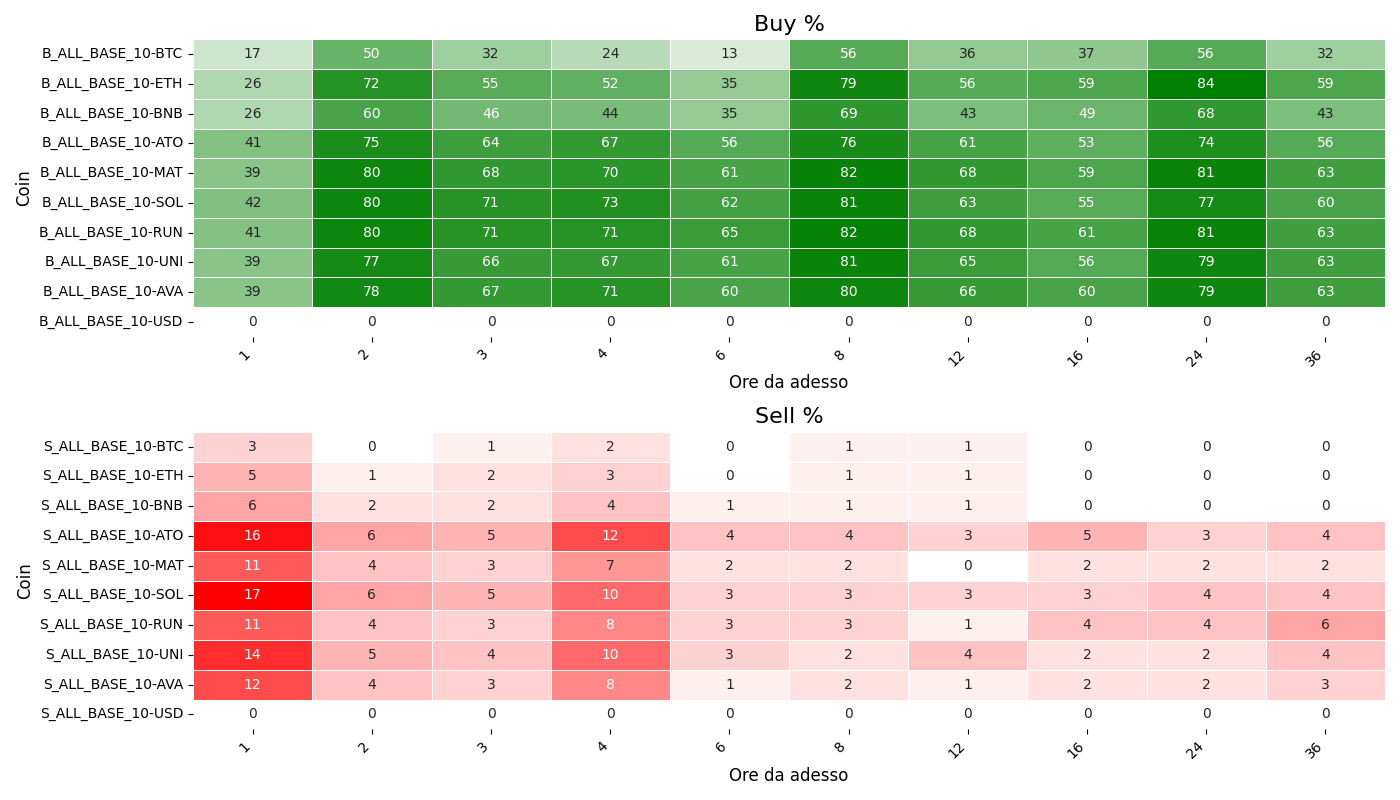 Buy %
Coin
B_ALL_BASE_10-BTC 17 50 32 24 13 56 36 37 56 32
B_ALL_BASE_10-ETH 26 72 55 52 35 79 56 59 84 59
B_ALL_BASE_10-BNB 26 60 46 44 35 69 43 49 68 43
B_ALL_BASE_10-ATO 41 75 64 67 56 76 61 53 74 56
B_ALL_BASE_10-MAT 39 80 68 70 61 82 68 59 81 63
B_ALL_BASE_10-SOL 42 80 71 73 62 81 63 55 77 60
B_ALL_BASE_10-RUN 41 80 71 71 65 82 68 61 81 63
B_ALL_BASE_10-UNI 39 77 66 67 61 81 65 56 79 63
B_ALL_BASE_10-AVA 39 78 67 71 60 80 66 60 79 63
B_ALL_BASE_10-USD 0 0 0 0 0 0 0 0 0 0
1 2 3 4 6 8 12 16 24 36
Ore da adesso
Sell %
Coin
S_ALL_BASE_10-BTC 3 0 1 2 0 1 1 0 0 0
S_ALL_BASE_10-ETH 5 1 2 3 0 1 1 0 0 0
S_ALL_BASE_10-BNB 6 2 2 4 1 1 1 0 0 0
S_ALL_BASE_10-ATO 16 6 5 12 4 4 3 5 3 4
S_ALL_BASE_10-MAT 11 4 3 7 2 2 0 2 2 2
S_ALL_BASE_10-SOL 17 6 5 10 3 3 3 3 4 4
S_ALL_BASE_10-RUN 11 4 3 8 3 3 1 4 4 6
S_ALL_BASE_10-UNI 14 5 4 10 3 2 4 2 2 4
S_ALL_BASE_10-AVA 12 4 3 8 1 2 1 2 2 3
S_ALL_BASE_10-USD 0 0 0 0 0 0 0 0 0 0
1 2 3 4 6 8 12 16 24 36
Ore da adesso